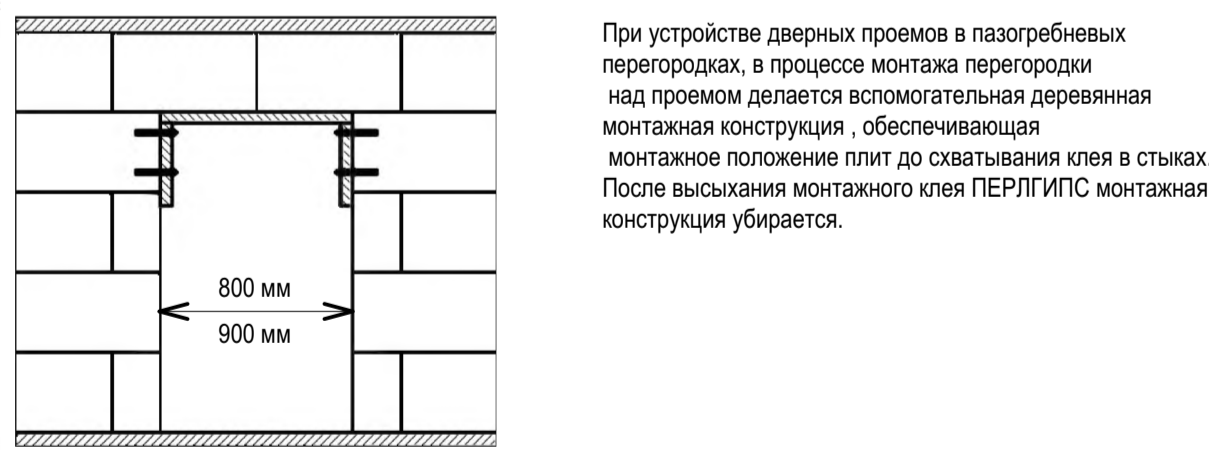 При устройстве дверных проемов в пазогребневых
перегородках, в процессе монтажа перегородки
над проемом делается вспомогательная деревянная
монтажная конструкция , обеспечивающая
монтажное положение плит до схватывания клея в стыках.
После высыхания монтажного клея ПЕРЛГИПС монтажная
конструкция убирается.
800 мм
900 мм